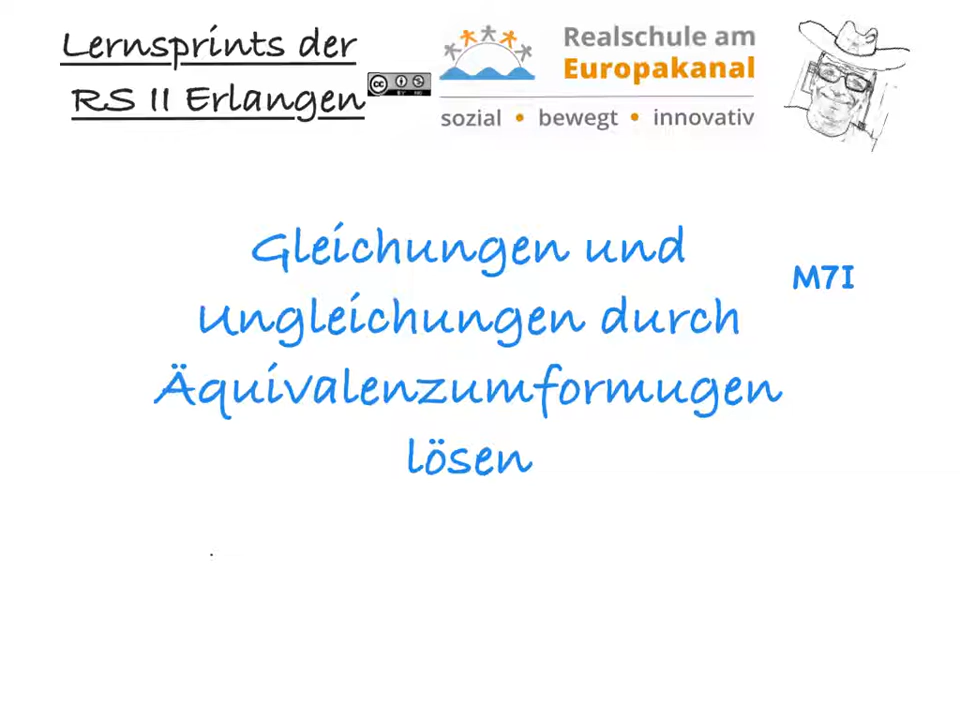 Lernsprints der
RS II Erlangen
Realschule am
Europakanal
sozial • bewegt • innovativ
Gleichungen und
Ungleichungen durch
Äquivalenzumformugen
lösen
M7I